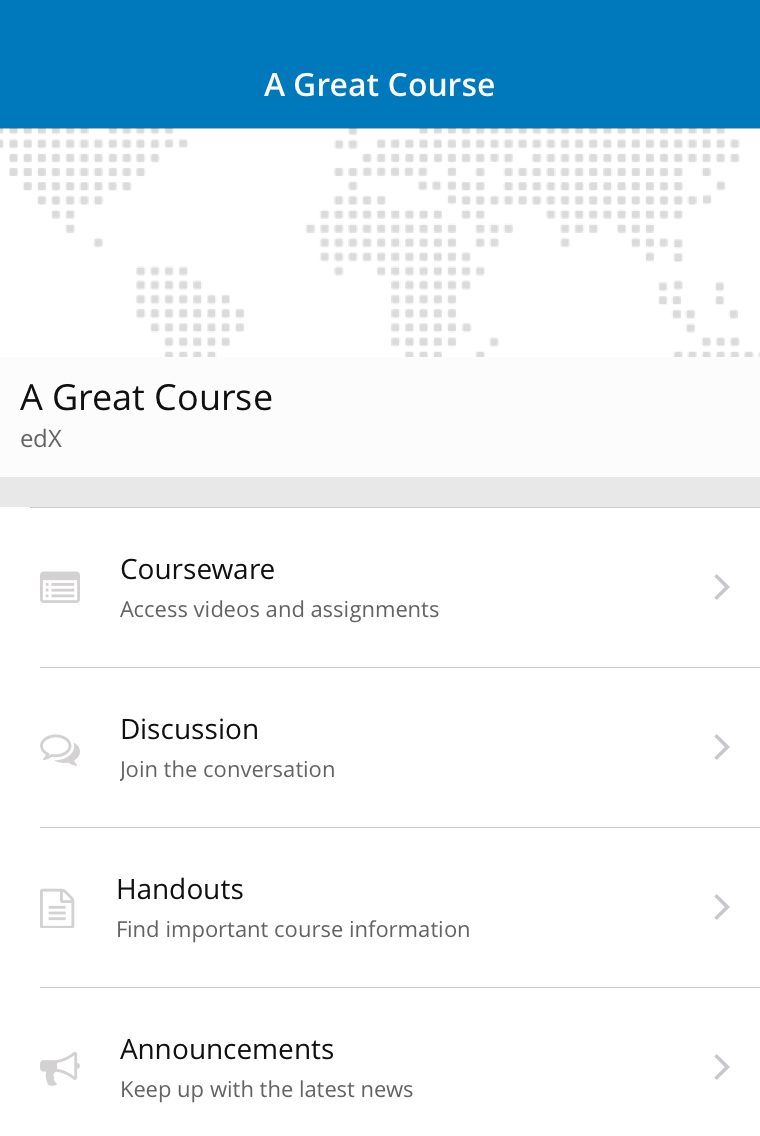 A Great Course
A Great Course
edX
Courseware
Access videos and assignments
Discussion
Join the conversation
Handouts
Find important course information
Announcements
Keep up with the latest news